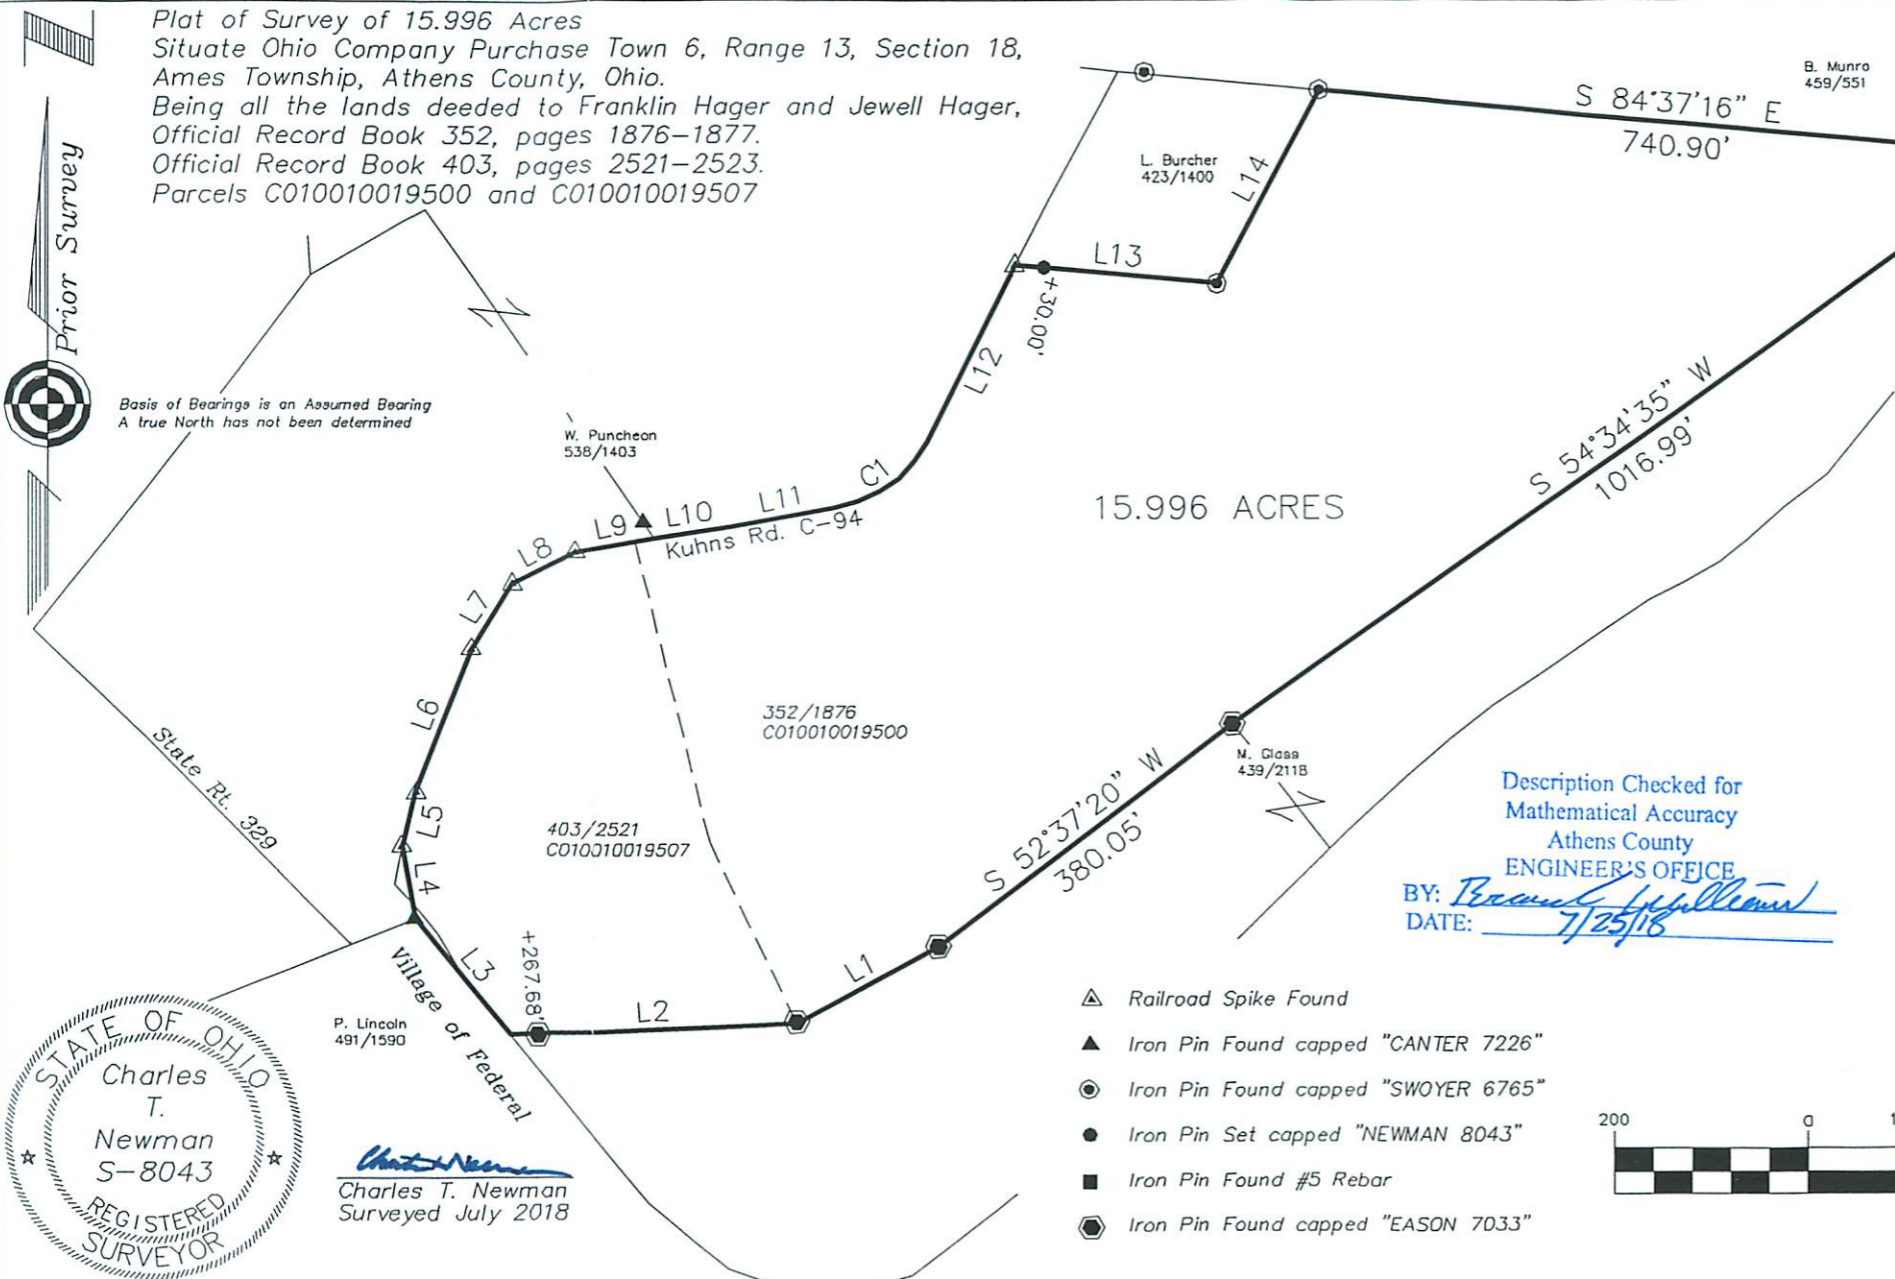 Plat of Survey of 15.996 Acres
Situate Ohio Company Purchase Town 6, Range 13, Section 18,
Ames Township, Athens County, Ohio.
Being all the lands deeded to Franklin Hager and Jewell Hager,
Official Record Book 352, pages 1876-1877.
Official Record Book 403, pages 2521-2523.
Parcels C010010019500 and C010010019507
Prior Survey
Basis of Bearings is an Assumed Bearing
A true North has not been determined
B. Munro
459/551
S 84°37'16" E
740.90'
L. Burcher
423/1400
L14
L13
+30.00'
L12
W. Puncheon
538/1403
C1
L11
L10
L9
Kuhns Rd. C-94
L8
L7
L6
L5
L4
L3
15.996 ACRES
S 54°34'35" W
1016.99'
352/1876
C010010019500
403/2521
C010010019507
State Rt. 329
M. Glass
439/2118
S 52°37'20" W
380.05'
L1
L2
+267.68'
Village of Federal
P. Lincoln
491/1590
Description Checked for
Mathematical Accuracy
Athens County
ENGINEER'S OFFICE
BY:
DATE: 7/25/18
STATE OF OHIO
Charles
T.
Newman
S-8043
REGISTERED
SURVEYOR
Charles T. Newman
Surveyed July 2018
Railroad Spike Found
Iron Pin Found capped "CANTER 7226"
Iron Pin Found capped "SWOYER 6765"
Iron Pin Set capped "NEWMAN 8043"
Iron Pin Found #5 Rebar
Iron Pin Found capped "EASON 7033"
200 0 1